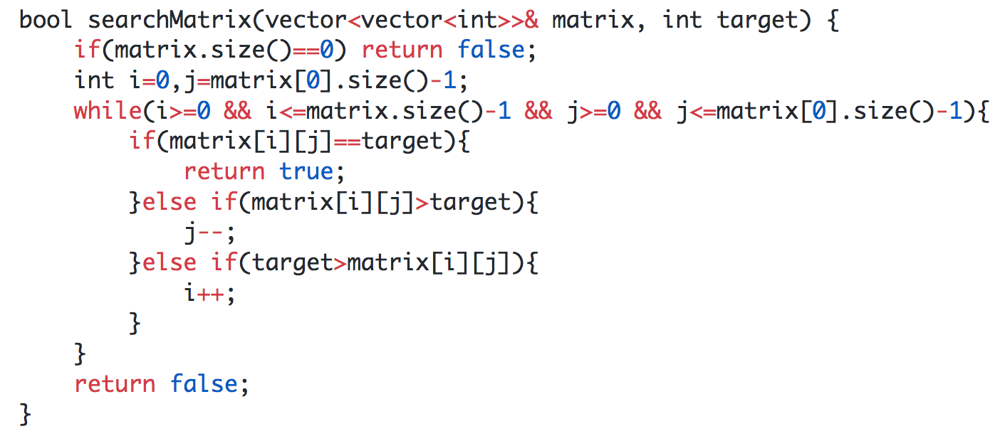 bool searchMatrix(vector<vector<int>>& matrix, int target) {
    if(matrix.size()==0) return false;
    int i=0,j=matrix[0].size()-1;
    while(i>=0 && i<=matrix.size()-1 && j>=0 && j<=matrix[0].size()-1){
        if(matrix[i][j]==target){
            return true;
        }else if(matrix[i][j]>target){
            j--;
        }else if(target>matrix[i][j]){
            i++;
        }
    }
    return false;
}